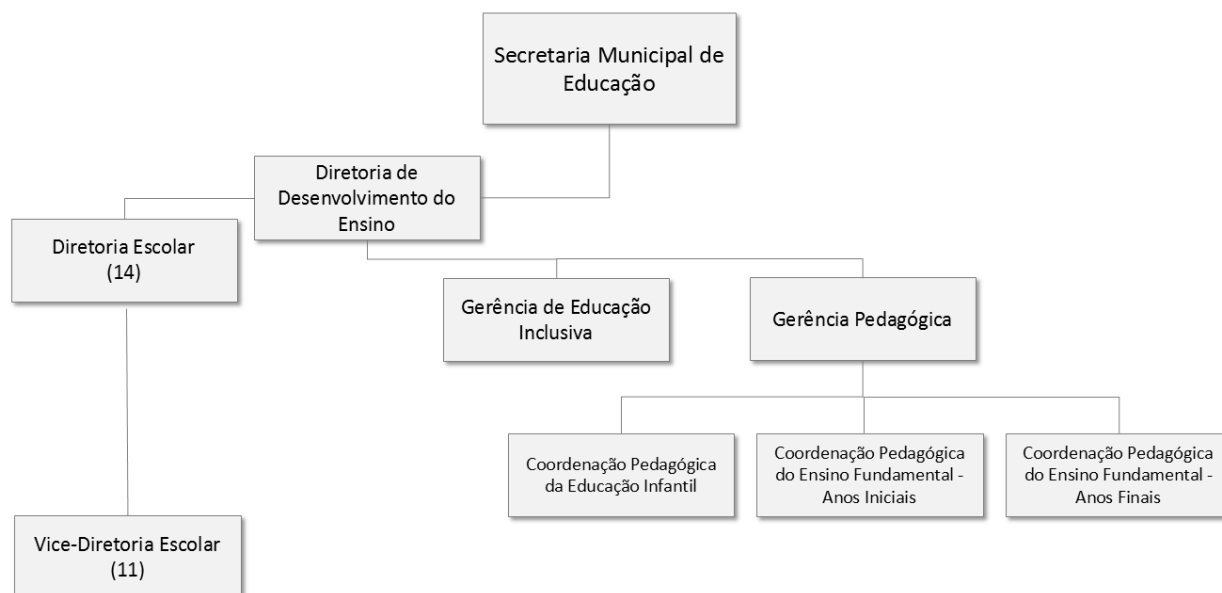 Secretaria Municipal de
Educação
Diretoria de
Desenvolvimento do
Ensino
Diretoria Escolar
(14)
Gerência de Educação
Inclusiva
Gerência Pedagógica
Coordenação Pedagógica
da Educação Infantil
Coordenação Pedagógica
do Ensino Fundamental -
Anos Iniciais
Coordenação Pedagógica
do Ensino Fundamental -
Anos Finais
Vice-Diretoria Escolar
(11)